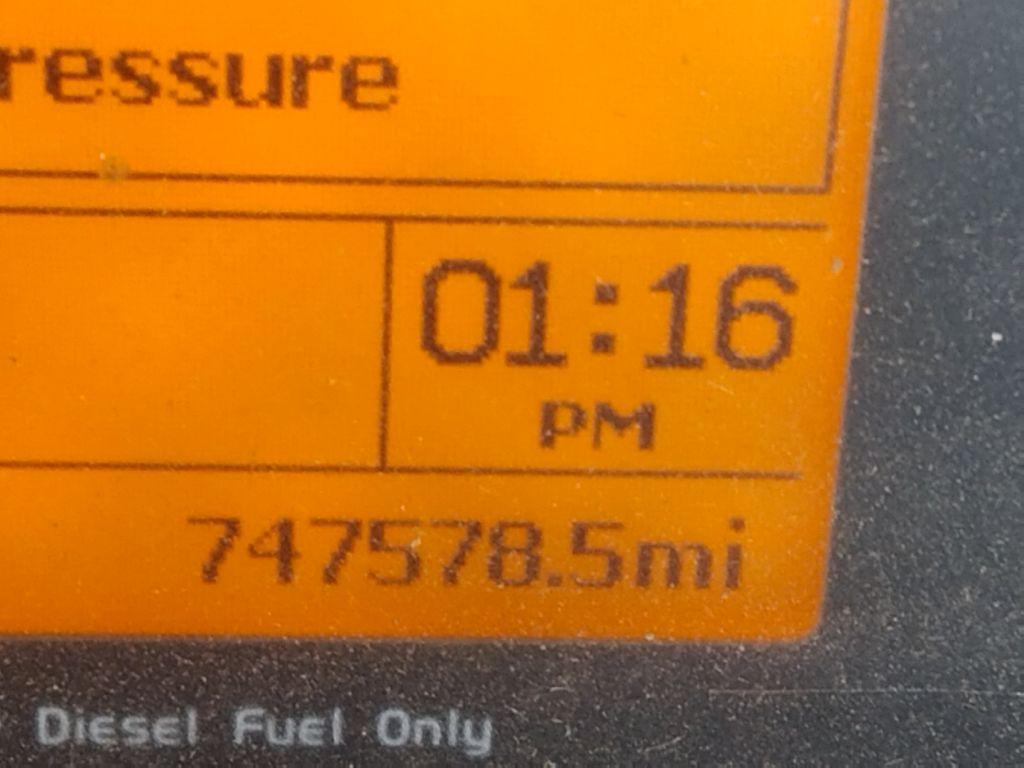 ressure
01:16
PM
747578.5mi
Diesel Fuel Only